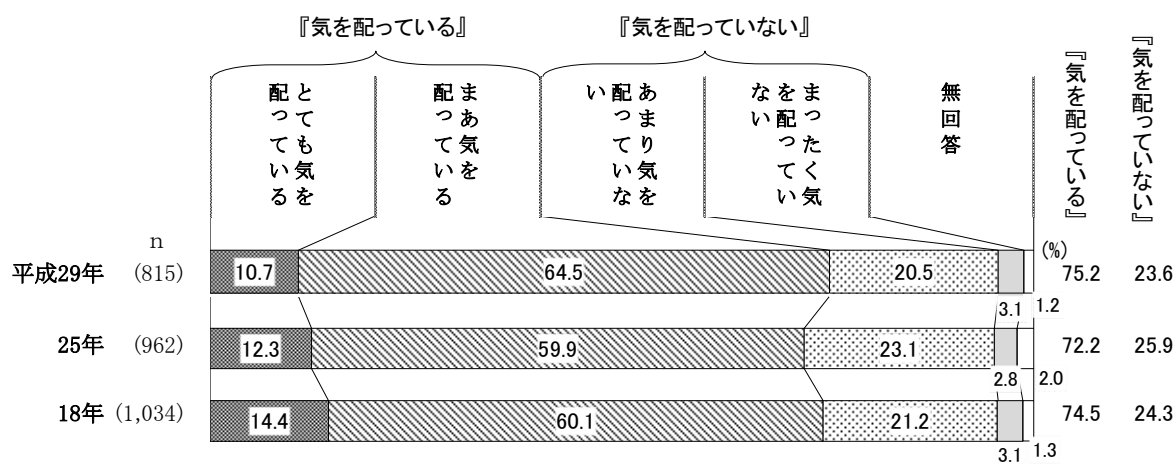 『気を配っている』
『気を配っていない』
とても気を
配っている
まあ気を
配っている
あまり気を
配っていな
い
まったく気
を配ってい
ない
無回答
『気を配っている』
『気を配っていない』
n
(%)
平成29年 (815) 10.7 64.5 20.5 75.2 23.6
3.1 1.2
25年 (962) 12.3 59.9 23.1 72.2 25.9
2.8 2.0
18年 (1,034) 14.4 60.1 21.2 74.5 24.3
3.1 1.3